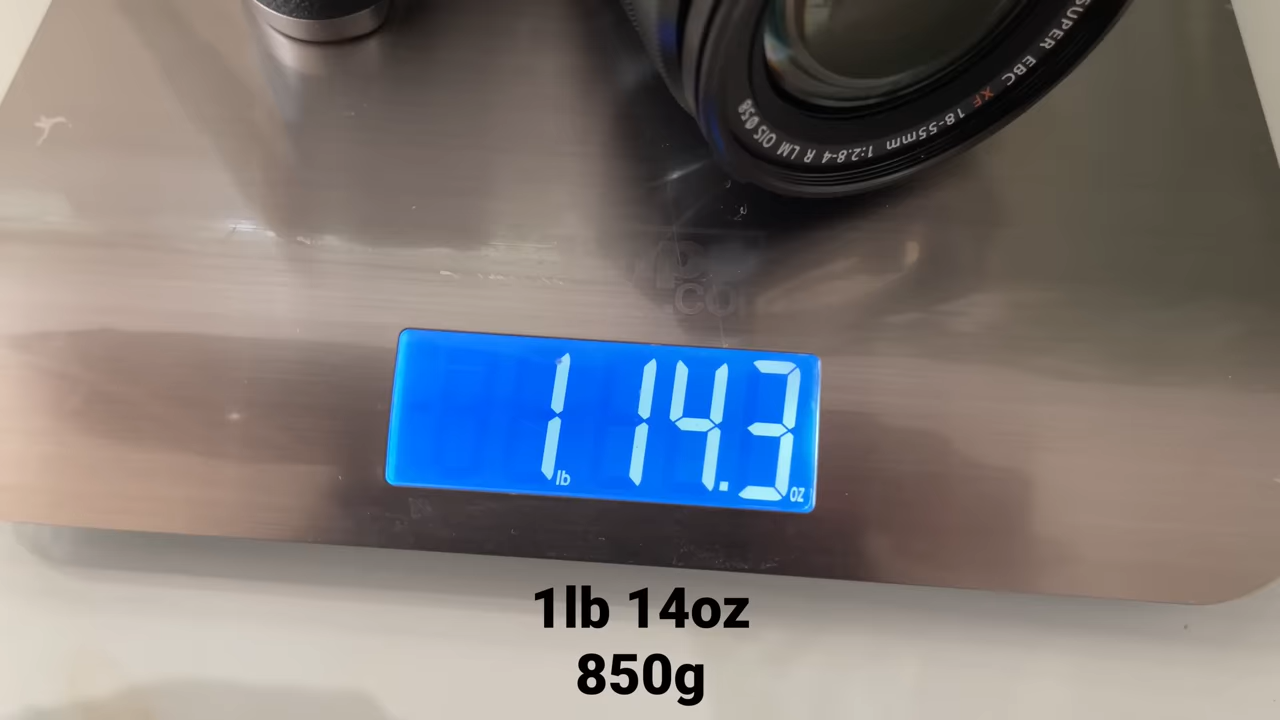 SUPER EBC XF 18-55mm 1:2.8-4 R LM OIS Ø58
1 lb 14.3 oz
1lb 14oz
850g